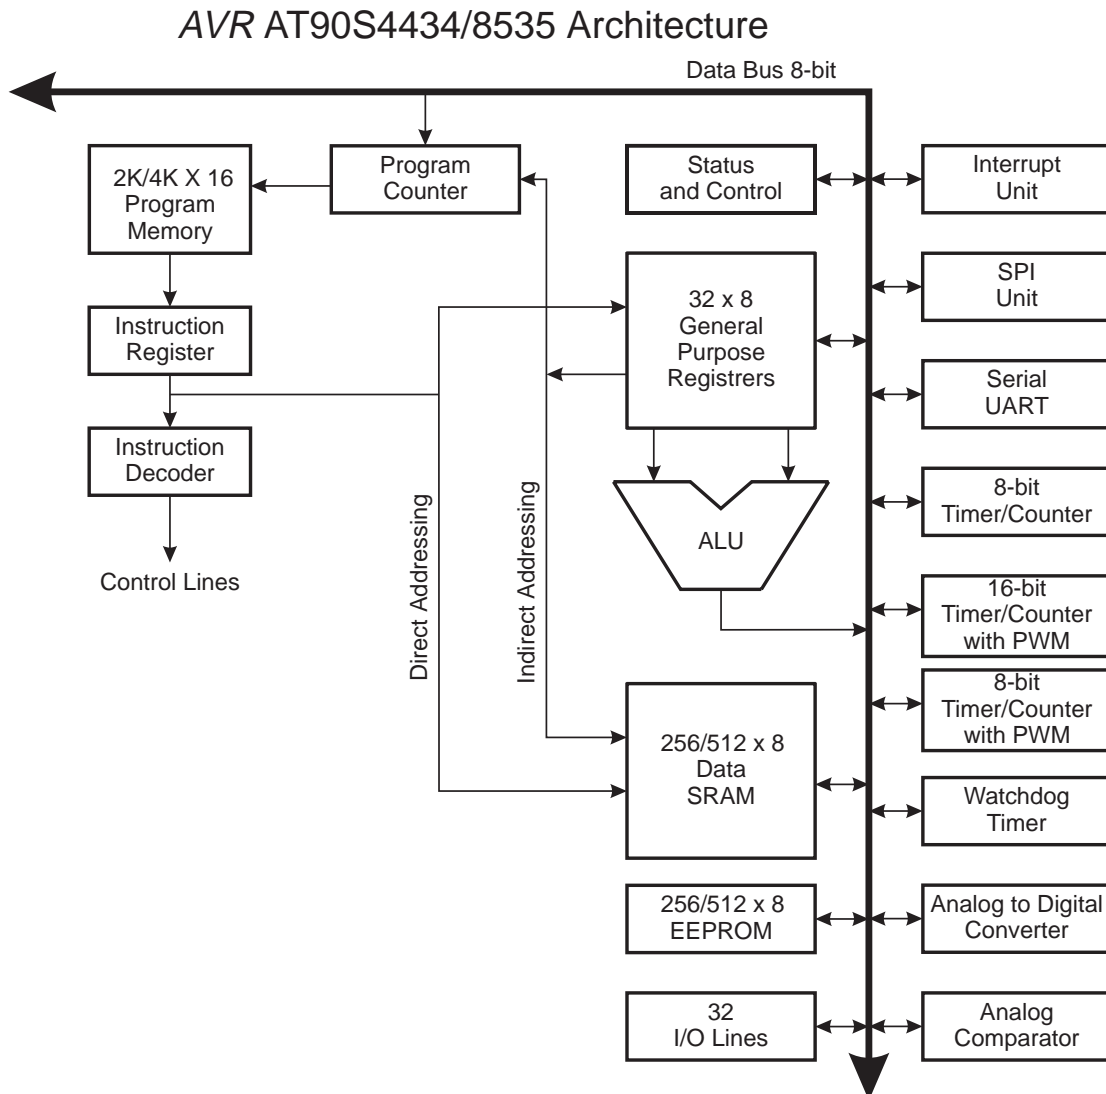 AVR AT90S4434/8535 Architecture
Data Bus 8-bit
2K/4K X 16
Program
Memory
Program
Counter
Status
and Control
Interrupt
Unit
Instruction
Register
32 x 8
General
Purpose
Registrers
SPI
Unit
Serial
UART
Instruction
Decoder
Control Lines
Direct Addressing
Indirect Addressing
ALU
8-bit
Timer/Counter
16-bit
Timer/Counter
with PWM
8-bit
Timer/Counter
with PWM
256/512 x 8
Data
SRAM
Watchdog
Timer
256/512 x 8
EEPROM
Analog to Digital
Converter
32
I/O Lines
Analog
Comparator